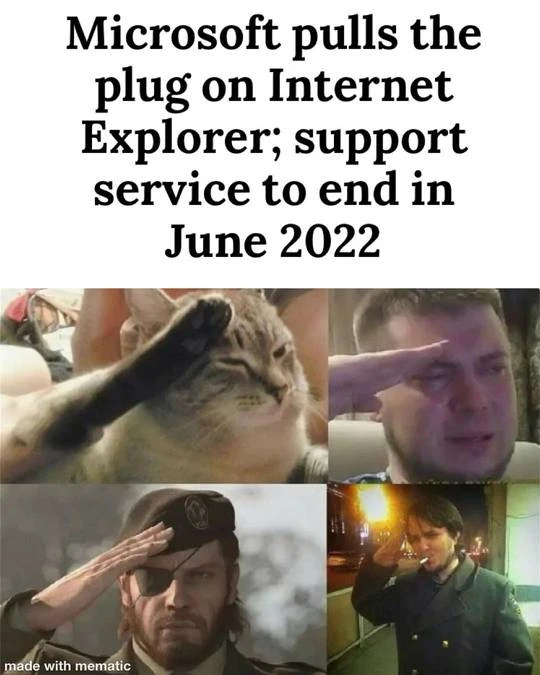 Microsoft pulls the
plug on Internet
Explorer; support
service to end in
June 2022
made with mematic